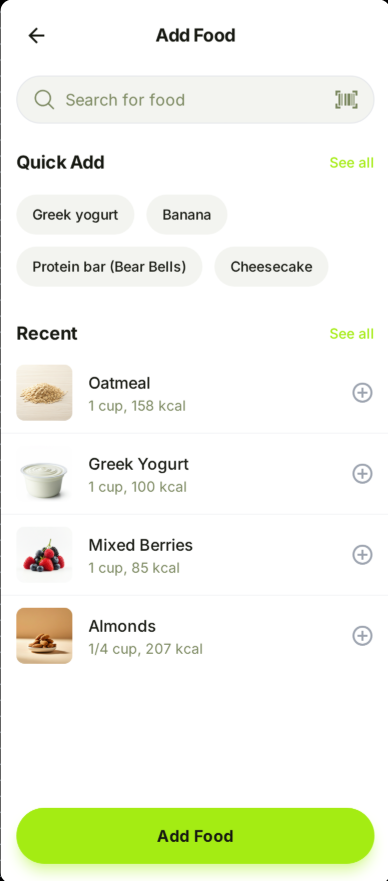 Add Food
Search for food
Quick Add
See all
Greek yogurt
Banana
Protein bar (Bear Bells)
Cheesecake
Recent
See all
Oatmeal
1 cup, 158 kcal
Greek Yogurt
1 cup, 100 kcal
Mixed Berries
1 cup, 85 kcal
Almonds
1/4 cup, 207 kcal
Add Food